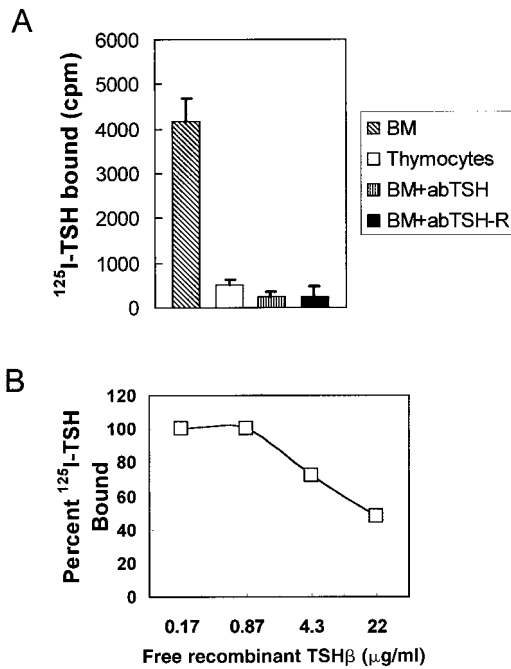 A
¹²⁵I-TSH bound (cpm)
6000
5000
4000
3000
2000
1000
0
BM
Thymocytes
BM+abTSH
BM+abTSH-R
B
Percent ¹²⁵I-TSH
Bound
120
100
80
60
40
20
0
0.17 0.87 4.3 22
Free recombinant TSHβ (μg/ml)